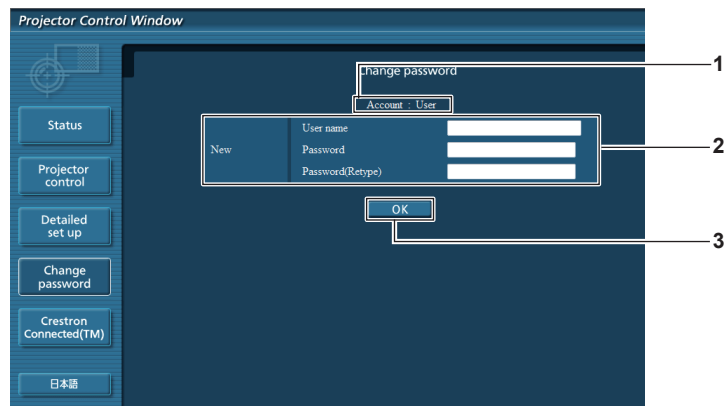 Projector Control Window
Change password
Account : User
New
User name
Password
Password(Retype)
OK
Status
Projector
control
Detailed
set up
Change
password
Crestron
Connected(TM)
日本語
1
2
3